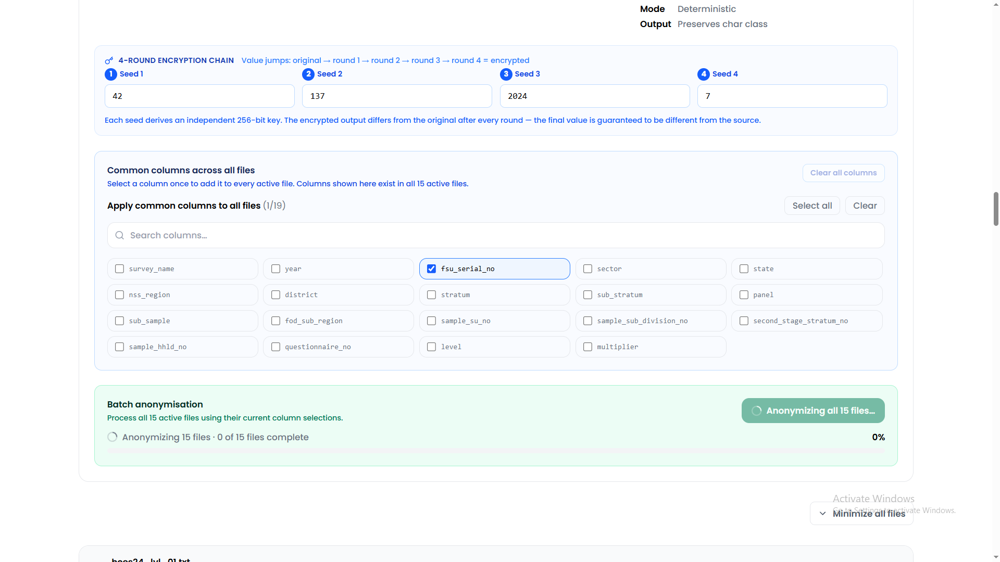 Mode Deterministic
Output Preserves char class
4-ROUND ENCRYPTION CHAIN Value jumps: original → round 1 → round 2 → round 3 → round 4 = encrypted
1 Seed 1
2 Seed 2
3 Seed 3
4 Seed 4
42
137
2024
7
Each seed derives an independent 256-bit key. The encrypted output differs from the original after every round — the final value is guaranteed to be different from the source.
Common columns across all files
Clear all columns
Select a column once to add it to every active file. Columns shown here exist in all 15 active files.
Apply common columns to all files (1/19)
Select all
Clear
Search columns...
survey_name
year
fsu_serial_no
sector
state
nss_region
district
stratum
sub_stratum
panel
sub_sample
fod_sub_region
sample_su_no
sample_sub_division_no
second_stage_stratum_no
sample_hhld_no
questionnaire_no
level
multiplier
Batch anonymisation
Process all 15 active files using their current column selections.
Anonymizing all 15 files...
Anonymizing 15 files · 0 of 15 files complete
0%
Activate Windows
Go to Settings to activate Windows.
Minimize all files